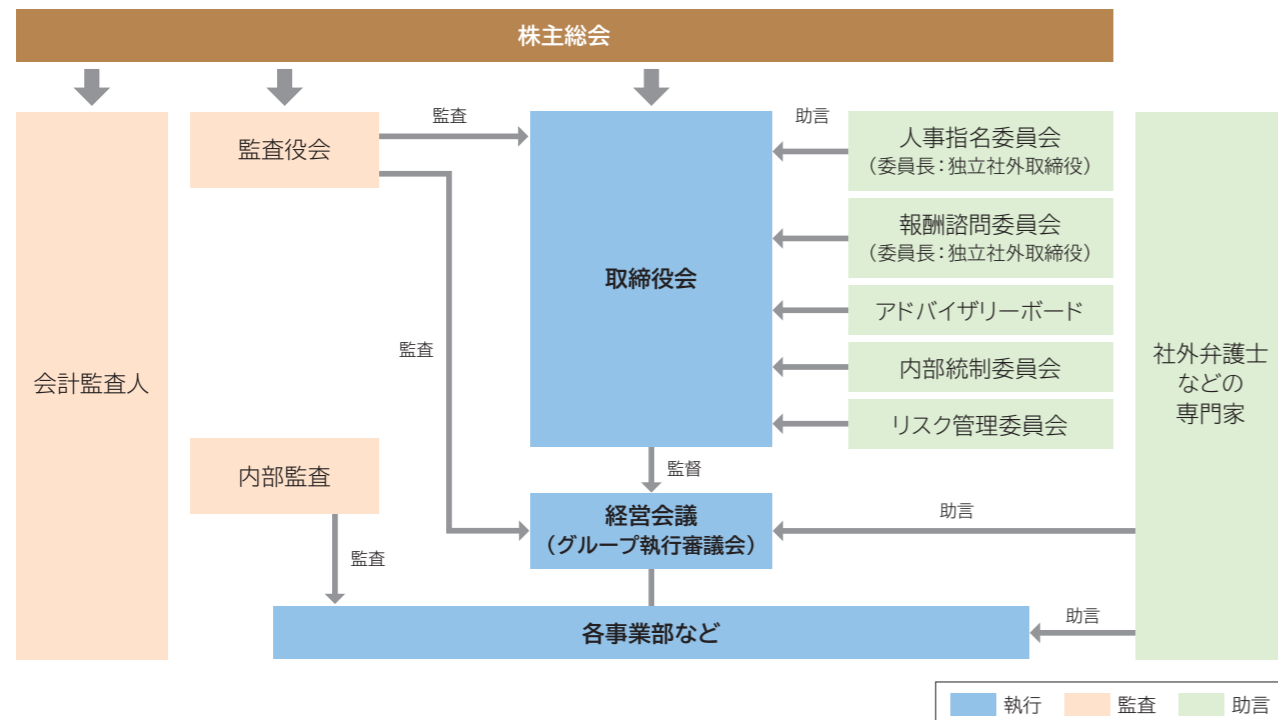 株主総会
監査
助言
監査役会
人事指名委員会
（委員長：独立社外取締役）
報酬諮問委員会
（委員長：独立社外取締役）
取締役会
アドバイザリーボード
監査
会計監査人
内部統制委員会
社外弁護士
などの
専門家
リスク管理委員会
内部監査
監督
経営会議
（グループ執行審議会）
助言
監査
各事業部など
助言
執行
監査
助言